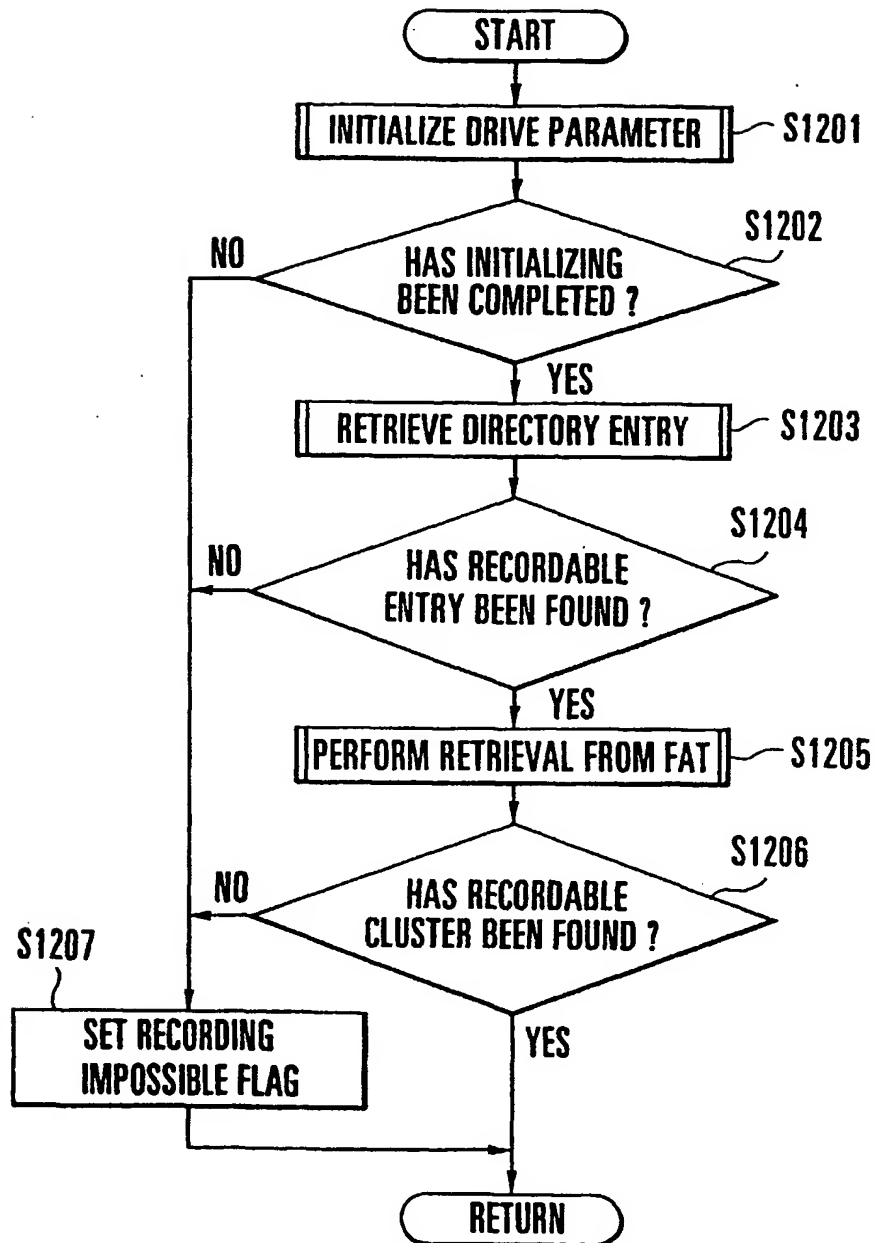 START
INITIALIZE DRIVE PARAMETER
S1201
S1202
NO
HAS INITIALIZING
BEEN COMPLETED ?
YES
RETRIEVE DIRECTORY ENTRY
S1203
S1204
NO
HAS RECORDABLE
ENTRY BEEN FOUND ?
YES
PERFORM RETRIEVAL FROM FAT
S1205
S1206
NO
HAS RECORDABLE
CLUSTER BEEN FOUND ?
S1207
YES
SET RECORDING
IMPOSSIBLE FLAG
RETURN